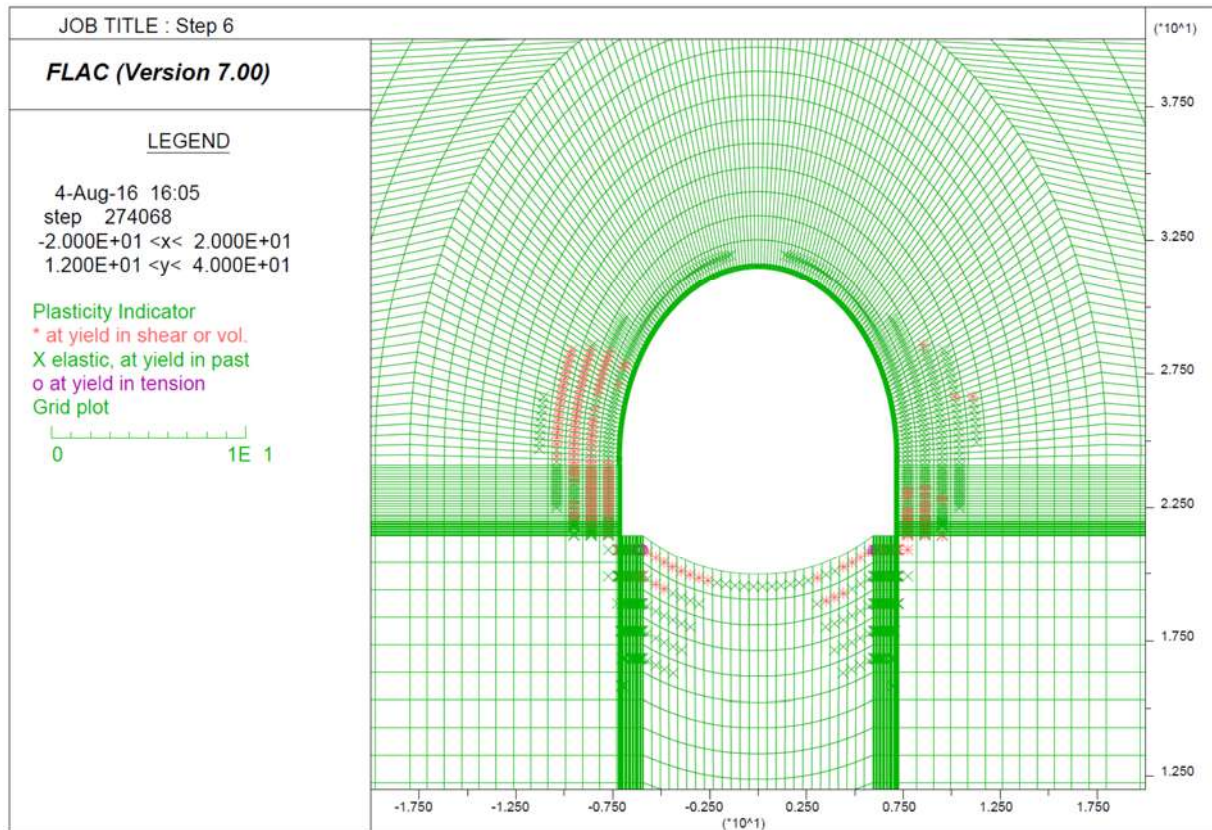 JOB TITLE : Step 6
FLAC (Version 7.00)
LEGEND
4-Aug-16 16:05
step 274068
-2.000E+01 <x< 2.000E+01
1.200E+01 <y< 4.000E+01
Plasticity Indicator
* at yield in shear or vol.
X elastic, at yield in past
o at yield in tension
Grid plot
0 1E 1
(*10^1)
3.750
3.250
2.750
2.250
1.750
1.250
-1.750 -1.250 -0.750 -0.250 0.250 0.750 1.250 1.750
(*10^1)